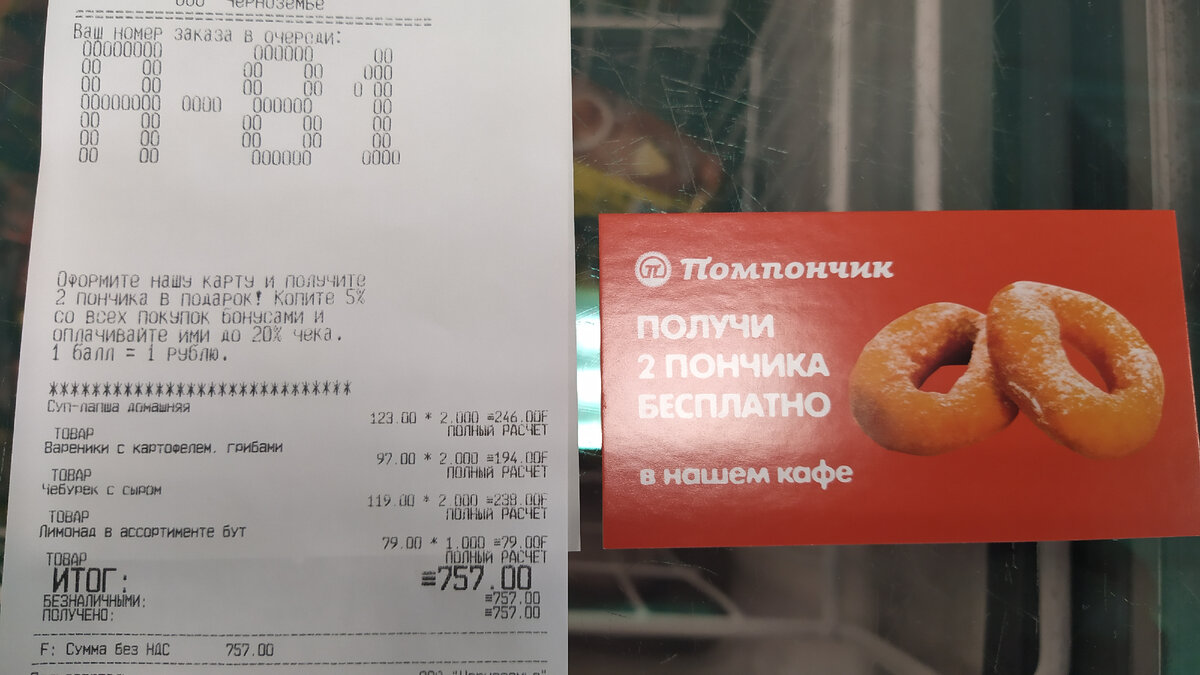 ООО "Черноземье
Ваш номер заказа в очереди:
А-81
Оформите нашу карту и получите
2 пончика в подарок! Копите 5%
со всех покупок бонусами и
оплачивайте ими до 20% чека.
1 балл = 1 рублю.
******************************
Суп-лапша домашняя
123.00 * 2.000 =246.00F
ТОВАР ПОЛНЫЙ РАСЧЕТ
Вареники с картофелем, грибами
97.00 * 2.000 =194.00F
ТОВАР ПОЛНЫЙ РАСЧЕТ
Чебурек с сыром
119.00 * 2.000 =238.00F
ТОВАР ПОЛНЫЙ РАСЧЕТ
Лимонад в ассортименте бут
79.00 * 1.000 =79.00F
ТОВАР ПОЛНЫЙ РАСЧЕТ
ИТОГ: =757.00
БЕЗНАЛИЧНЫМИ: =757.00
ПОЛУЧЕНО: =757.00
F: Сумма без НДС 757.00
Помпончик
ПОЛУЧИ
2 ПОНЧИКА
БЕСПЛАТНО
в нашем кафе